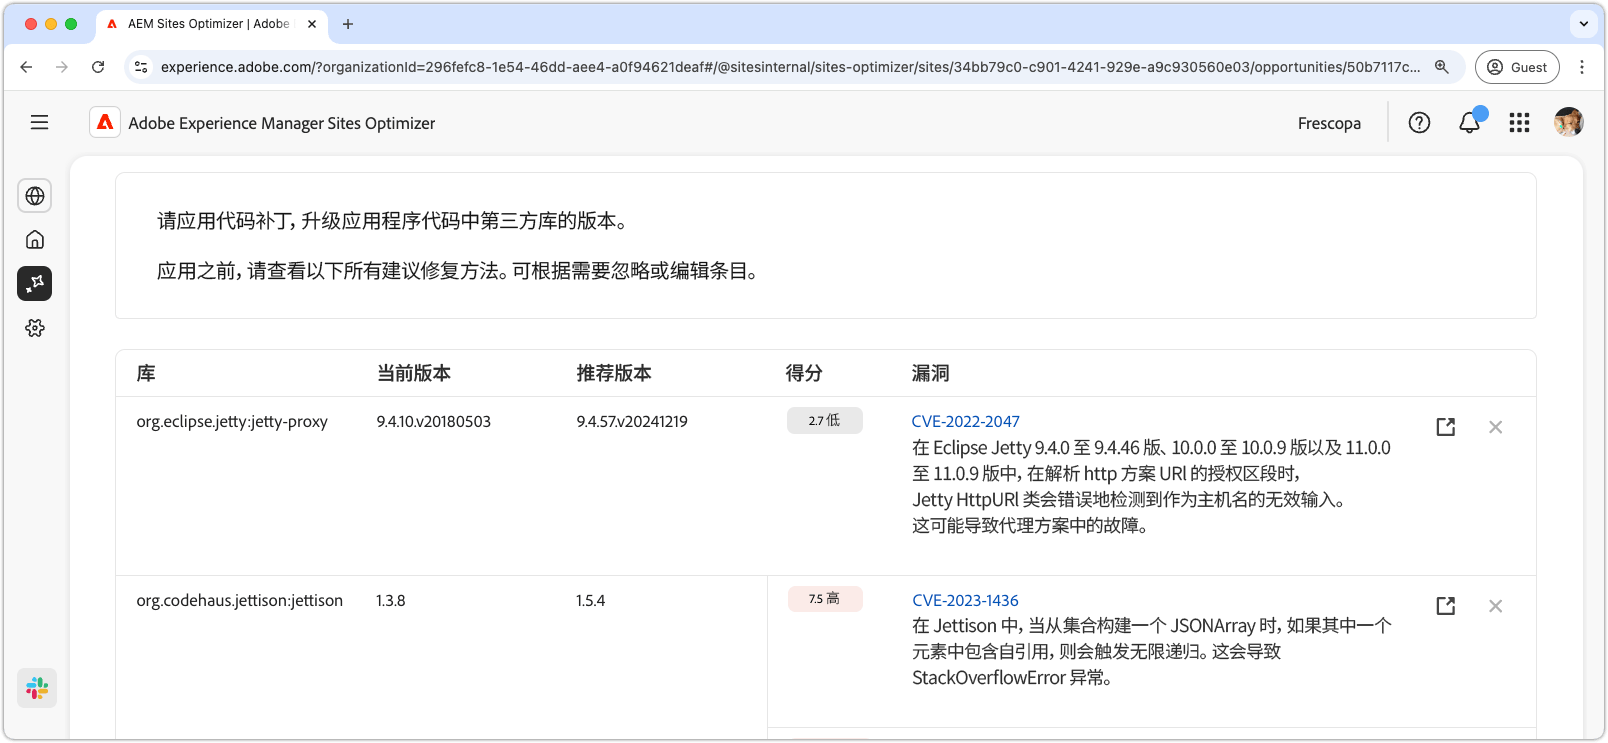 AEM Sites Optimizer | Adobe
experience.adobe.com/?organizationId=296fefc8-1e54-46dd-aee4-a0f94621deaf#/@sitesinternal/sites-optimizer/sites/34bb79c0-c901-4241-929e-a9c930560e03/opportunities/50b7117c...
Guest
Adobe Experience Manager Sites Optimizer
Frescopa
请应用代码补丁，升级应用程序代码中第三方库的版本。
应用之前，请查看以下所有建议修复方法。可根据需要忽略或编辑条目。
库 当前版本 推荐版本 得分 漏洞
org.eclipse.jetty:jetty-proxy 9.4.10.v20180503 9.4.57.v20241219 2.7 低 CVE-2022-2047
在 Eclipse Jetty 9.4.0 至 9.4.46 版、10.0.0 至 10.0.9 版以及 11.0.0
至 11.0.9 版中，在解析 http 方案 URl 的授权区段时，
Jetty HttpURl 类会错误地检测到作为主机名的无效输入。
这可能导致代理方案中的故障。
org.codehaus.jettison:jettison 1.3.8 1.5.4 7.5 高 CVE-2023-1436
在 Jettison 中，当从集合构建一个 JSONArray 时，如果其中一个
元素中包含自引用，则会触发无限递归。这会导致
StackOverflowError 异常。